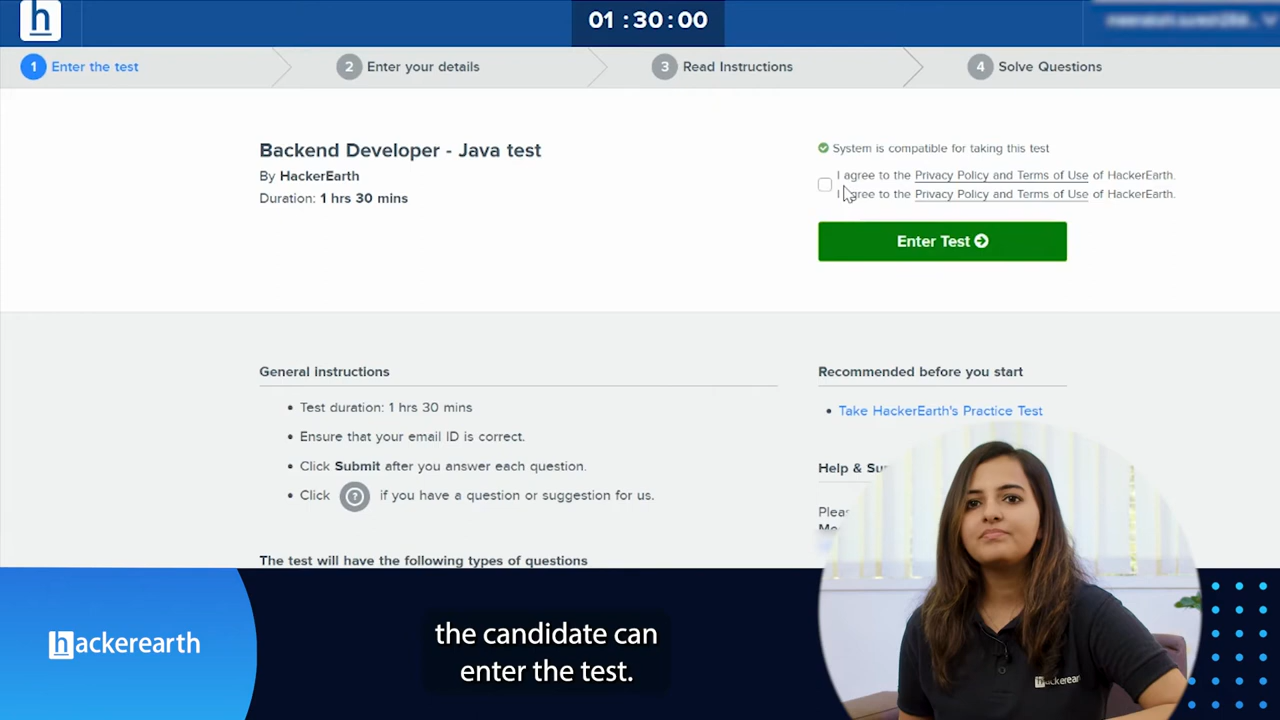 h
01 : 30 : 00
1 Enter the test
2 Enter your details
3 Read Instructions
4 Solve Questions
Backend Developer - Java test
By HackerEarth
Duration: 1 hrs 30 mins
System is compatible for taking this test
I agree to the Privacy Policy and Terms of Use of HackerEarth.
I agree to the Privacy Policy and Terms of Use of HackerEarth.
Enter Test
General instructions
Test duration: 1 hrs 30 mins
Ensure that your email ID is correct.
Click Submit after you answer each question.
Click ? if you have a question or suggestion for us.
The test will have the following types of questions
Recommended before you start
Take HackerEarth's Practice Test
Help &
hackerearth
the candidate can
enter the test.
hackerear